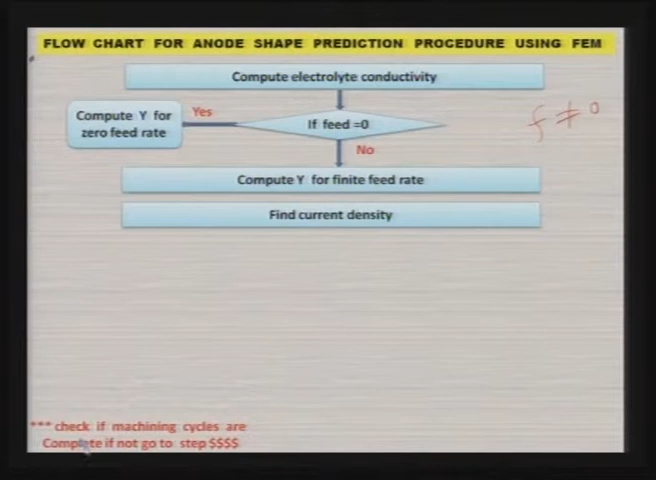 FLOW CHART FOR ANODE SHAPE PREDICTION PROCEDURE USING FEM
Compute electrolyte conductivity
Compute Y for
zero feed rate
Yes
If feed =0
f ≠ 0
No
Compute Y for finite feed rate
Find current density
*** check if machining cycles are
Complete if not go to step $$$$